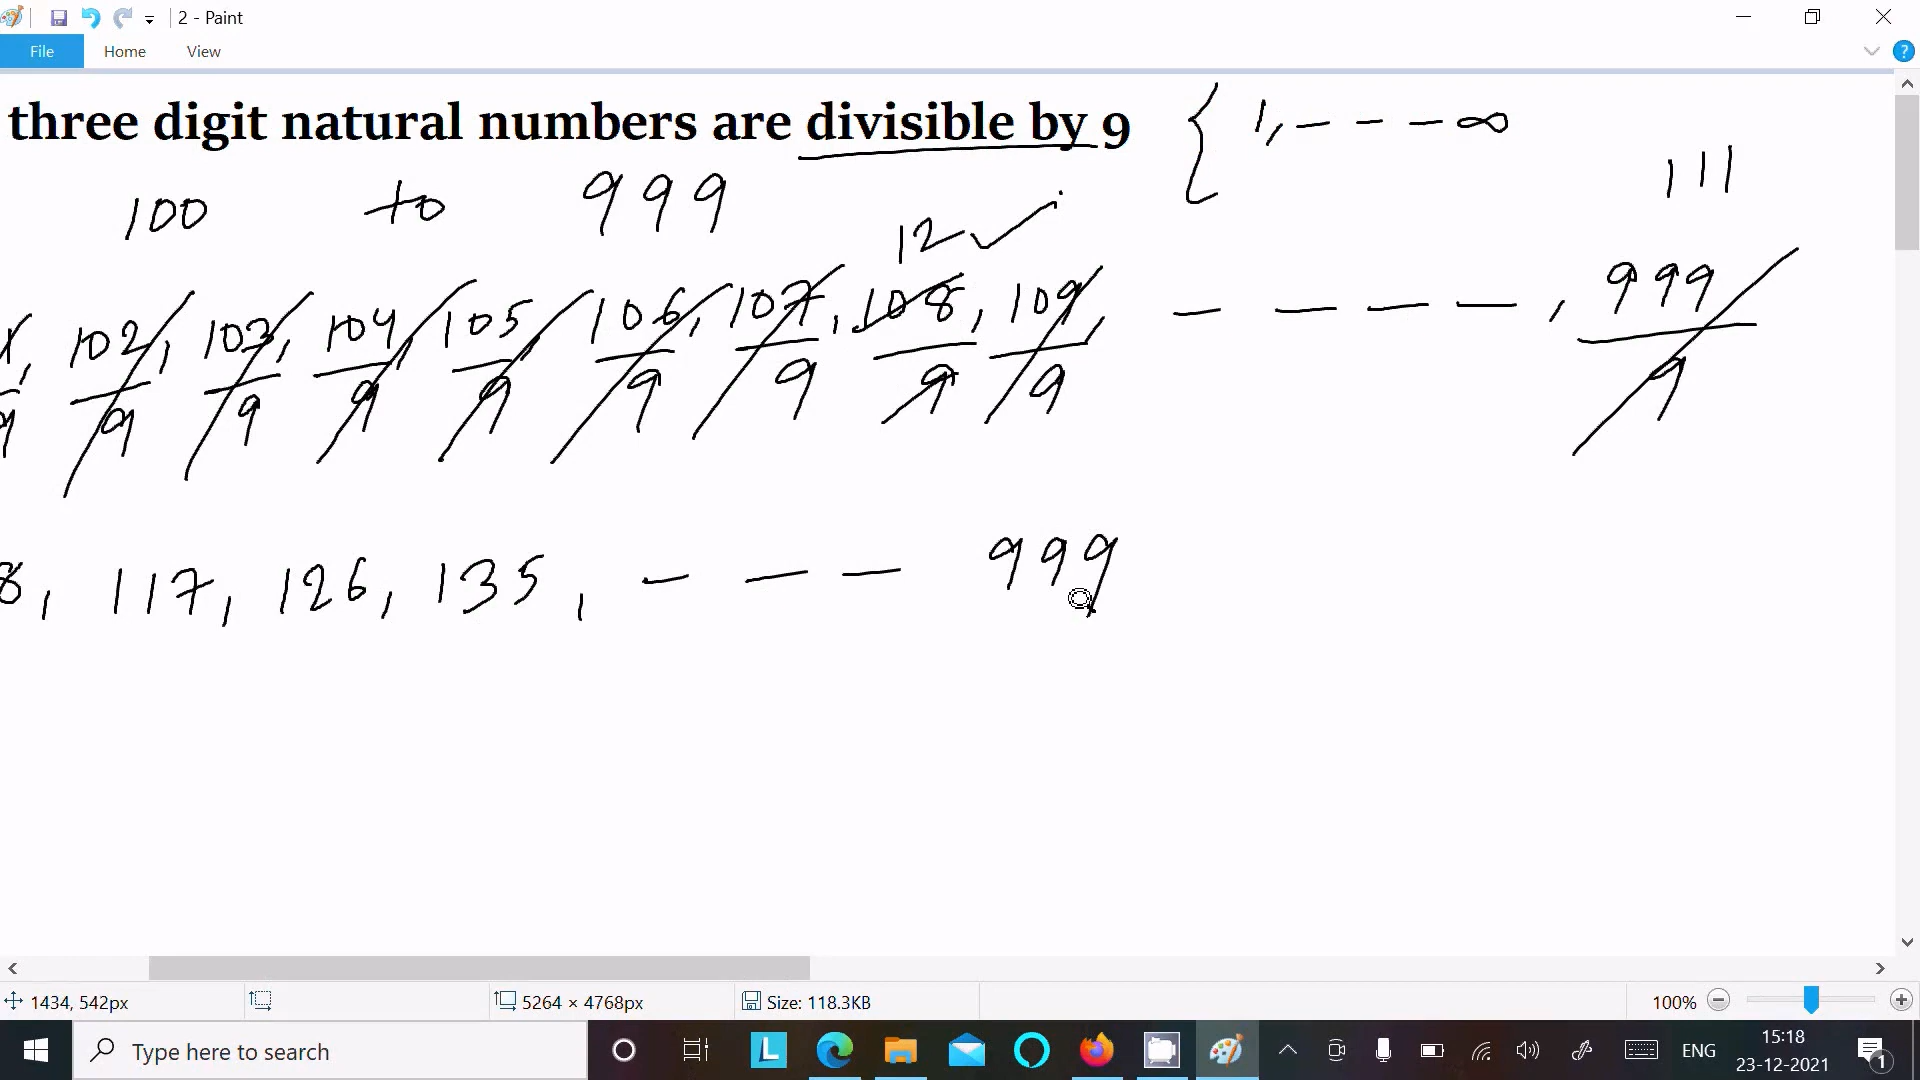 2 - Paint
File Home View
three digit natural numbers are divisible by 9 { 1, - - - ∞
100 to 999
12 ✓ 111
102, 103, 104, 105, 106, 107, 108, 109, - - - -, 999
9 9 9 9 9 9 9 9 9 9
8, 117, 126, 135, - - - 999
1434, 542px 5264 × 4768px Size: 118.3KB 100%
Type here to search ENG 15:18
23-12-2021 1